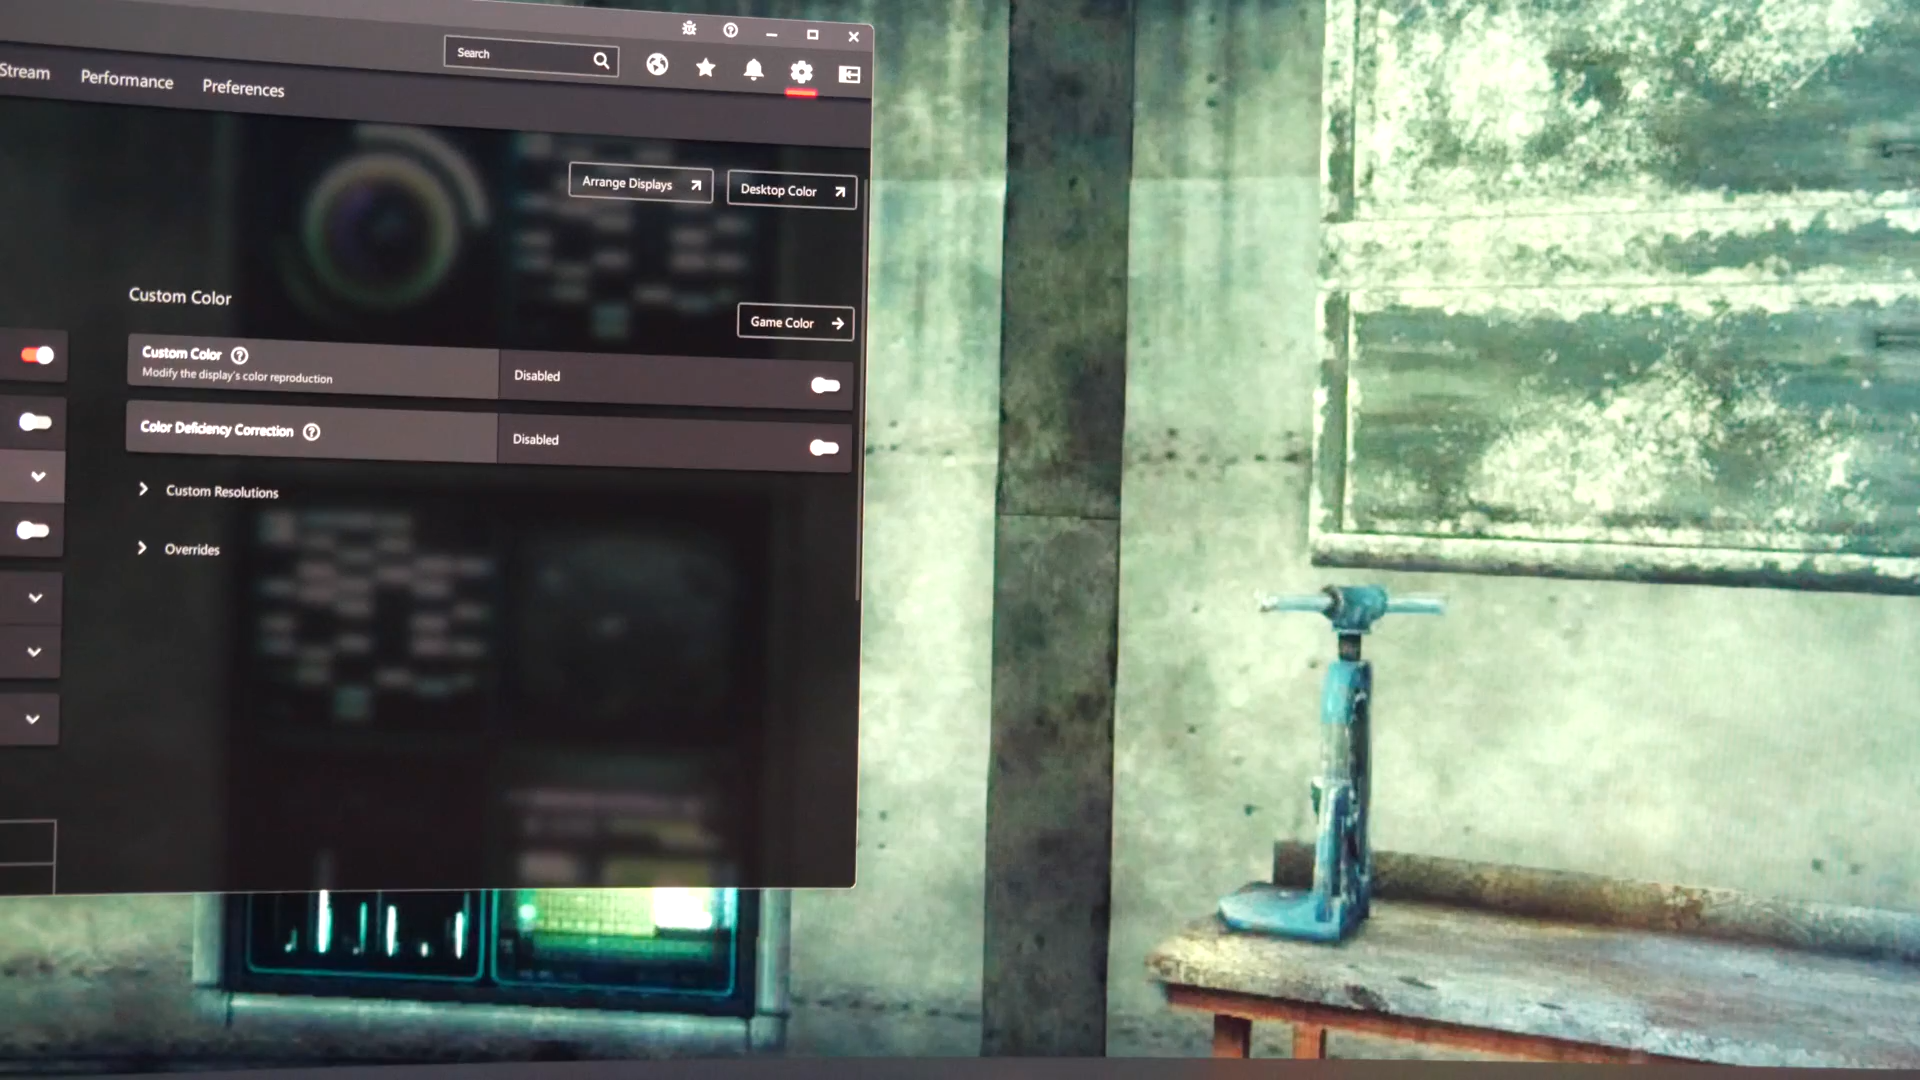 Search
Stream
Performance
Preferences
Arrange Displays
Desktop Color
Custom Color
Game Color
Custom Color
Modify the display's color reproduction
Disabled
Color Deficiency Correction
Disabled
Custom Resolutions
Overrides